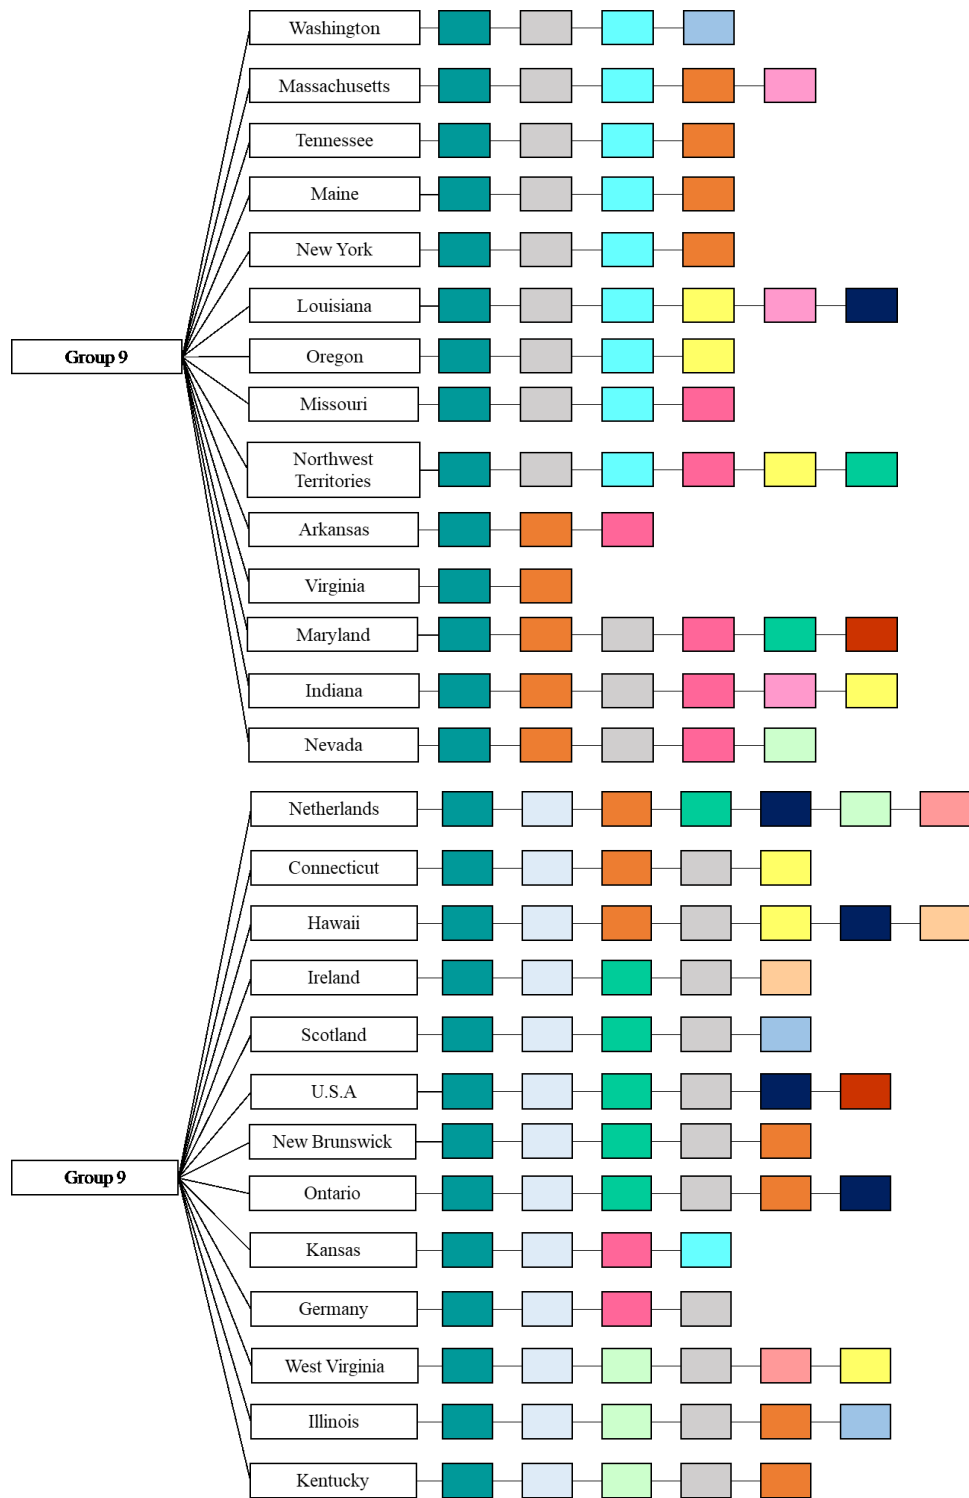 Washington
Massachusetts
Tennessee
Maine
New York
Louisiana
Group 9
Oregon
Missouri
Northwest
Territories
Arkansas
Virginia
Maryland
Indiana
Nevada
Netherlands
Connecticut
Hawaii
Ireland
Scotland
U.S.A
New Brunswick
Group 9
Ontario
Kansas
Germany
West Virginia
Illinois
Kentucky